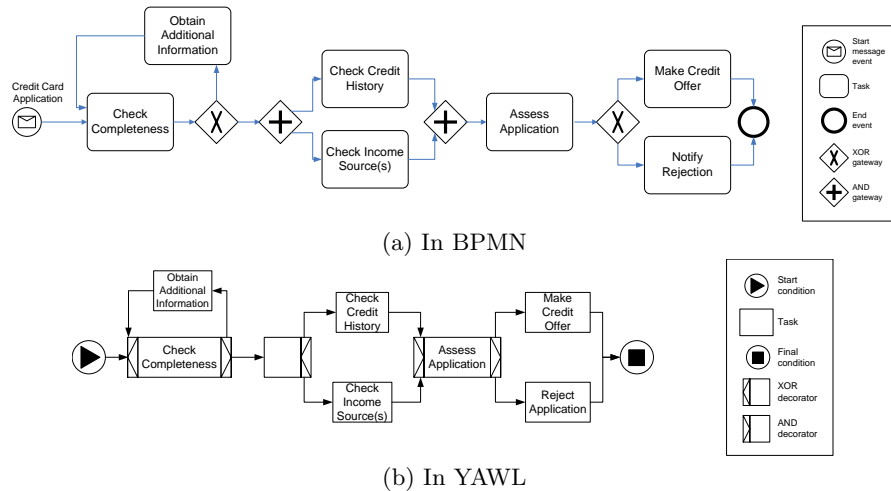 Obtain
Additional
Information
Credit Card
Application
Check
Completeness
Check Credit
History
Check Income
Source(s)
Assess
Application
Make Credit
Offer
Notify
Rejection
Start
message
event
Task
End
event
XOR
gateway
AND
gateway
(a) In BPMN
Obtain
Additional
Information
Check
Completeness
Check
Credit
History
Check
Income
Source(s)
Assess
Application
Make
Credit
Offer
Reject
Application
Start
condition
Task
Final
condition
XOR
decorator
AND
decorator
(b) In YAWL